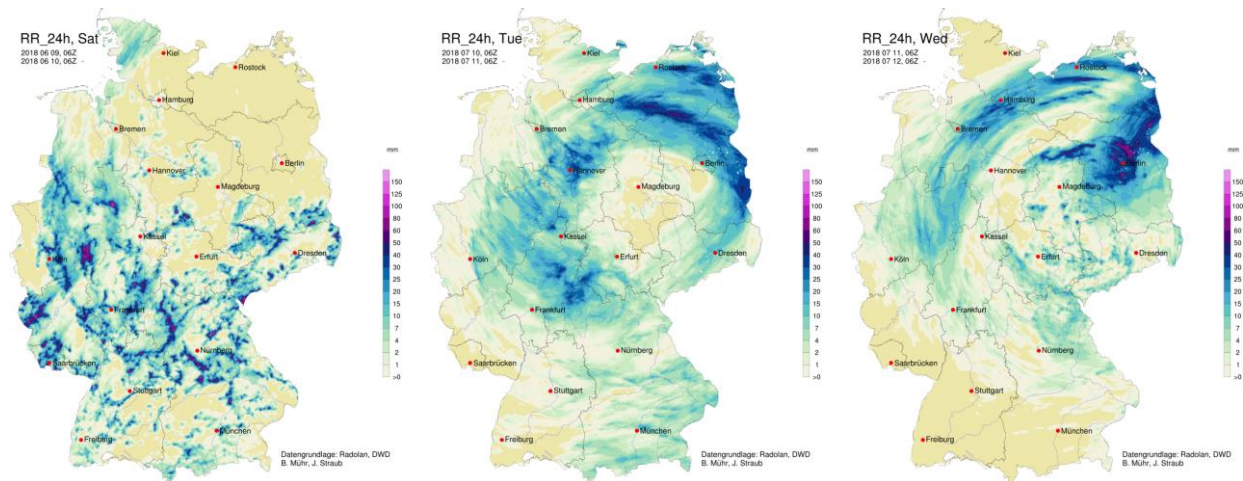 RR_24h, Sat
2018 06 09, 06Z
2018 06 10, 06Z -
Kiel
Rostock
Hamburg
Bremen
Berlin
Hannover
Magdeburg
Kassel
Köln
Erfurt
Dresden
Frankfurt
Nürnberg
Saarbrücken
Stuttgart
München
Freiburg
mm
150
125
100
80
60
50
40
30
25
20
15
10
7
4
2
1
>0
Datengrundlage: Radolan, DWD
B. Mühr, J. Straub
RR_24h, Tue
2018 07 10, 06Z
2018 07 11, 06Z -
Kiel
Rostock
Hamburg
Bremen
Berlin
Hannover
Magdeburg
Kassel
Köln
Erfurt
Dresden
Frankfurt
Nürnberg
Saarbrücken
Stuttgart
München
Freiburg
mm
150
125
100
80
60
50
40
30
25
20
15
10
7
4
2
1
>0
Datengrundlage: Radolan, DWD
B. Mühr, J. Straub
RR_24h, Wed
2018 07 11, 06Z
2018 07 12, 06Z -
Kiel
Rostock
Hamburg
Bremen
Berlin
Hannover
Magdeburg
Kassel
Köln
Erfurt
Dresden
Frankfurt
Nürnberg
Saarbrücken
Stuttgart
München
Freiburg
mm
150
125
100
80
60
50
40
30
25
20
15
10
7
4
2
1
>0
Datengrundlage: Radolan, DWD
B. Mühr, J. Straub